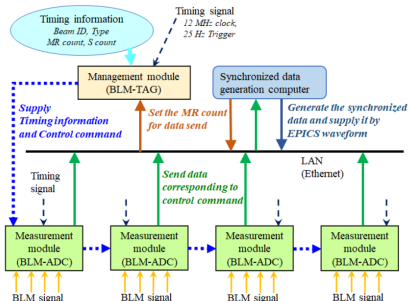 Timing information
Beam ID, Type
MR count, S count
Timing signal
12 MHz clock,
25 Hz Trigger
Management module
(BLM-TAG)
Synchronized data
generation computer
Supply
Timing information
and Control command
Set the MR count
for data send
Generate the synchronized
data and supply it by
EPICS waveform
LAN
(Ethernet)
Timing
signal
Send data
corresponding to
control command
Measurement
module
(BLM-ADC)
Measurement
module
(BLM-ADC)
Measurement
module
(BLM-ADC)
Measurement
module
(BLM-ADC)
BLM signal
BLM signal
BLM signal
BLM signal